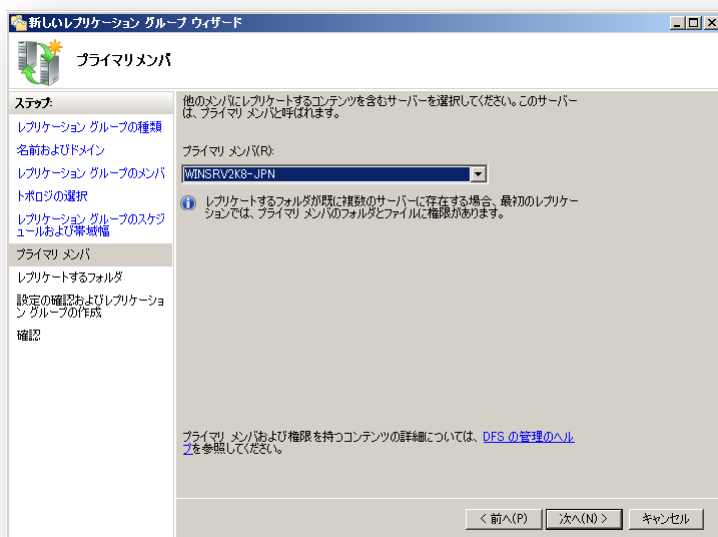 新しいレプリケーション グループ ウィザード
プライマリメンバ
ステップ:
レプリケーション グループの種類
名前およびドメイン
レプリケーション グループのメンバ
トポロジの選択
レプリケーション グループのスケジ
ュールおよび帯域幅
プライマリ メンバ
レプリケートするフォルダ
設定の確認およびレプリケーショ
ン グループの作成
確認
他のメンバにレプリケートするコンテンツを含むサーバーを選択してください。このサーバー
は、プライマリ メンバと呼ばれます。
プライマリ メンバ(R):
WINSRV2K8-JPN
レプリケートするフォルダが既に複数のサーバーに存在する場合、最初のレプリケー
ションでは、プライマリ メンバのフォルダとファイルに権限があります。
プライマリ メンバおよび権限を持つコンテンツの詳細については、DFS の管理のヘル
プを参照してください。
< 前へ(P)
次へ(N) >
キャンセル